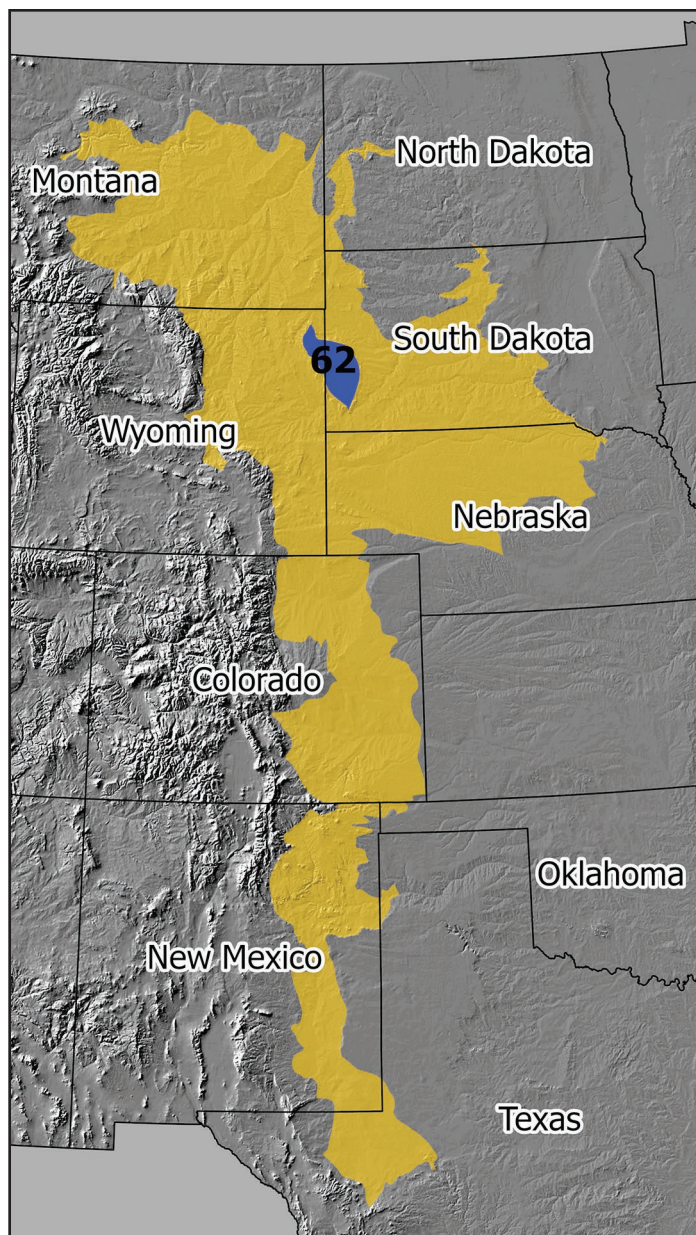 North Dakota
Montana
South Dakota
62
Wyoming
Nebraska
Colorado
Oklahoma
New Mexico
Texas